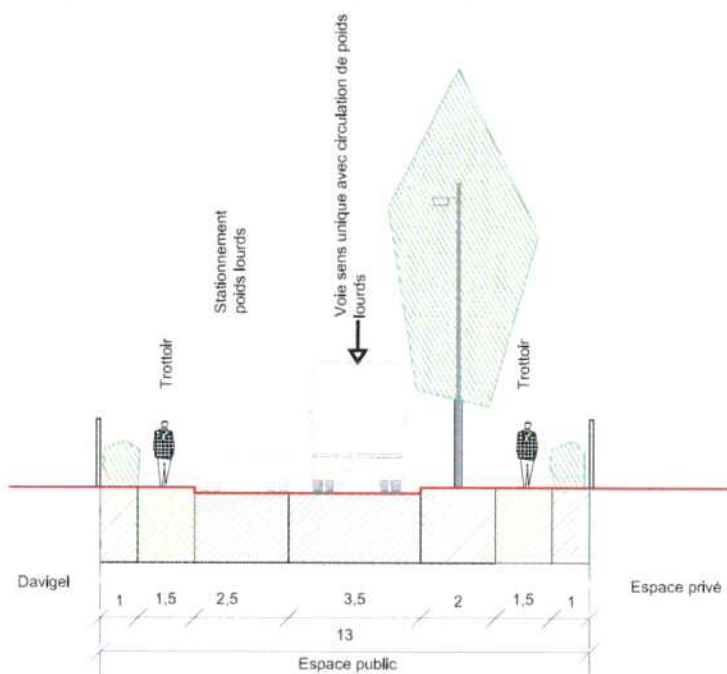 Trottoir
Stationnement
poids lourds
Voie sens unique avec circulation de poids
lourds
Trottoir
Davigel
Espace privé
1
1,5
2,5
3,5
2
1,5
1
13
Espace public